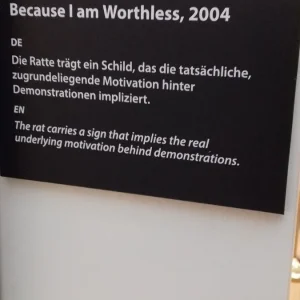 Because I am Worthless, 2004
DE
Die Ratte trägt ein Schild, das die tatsächliche,
zugrundeliegende Motivation hinter
Demonstrationen impliziert.
EN
The rat carries a sign that implies the real
underlying motivation behind demonstrations.